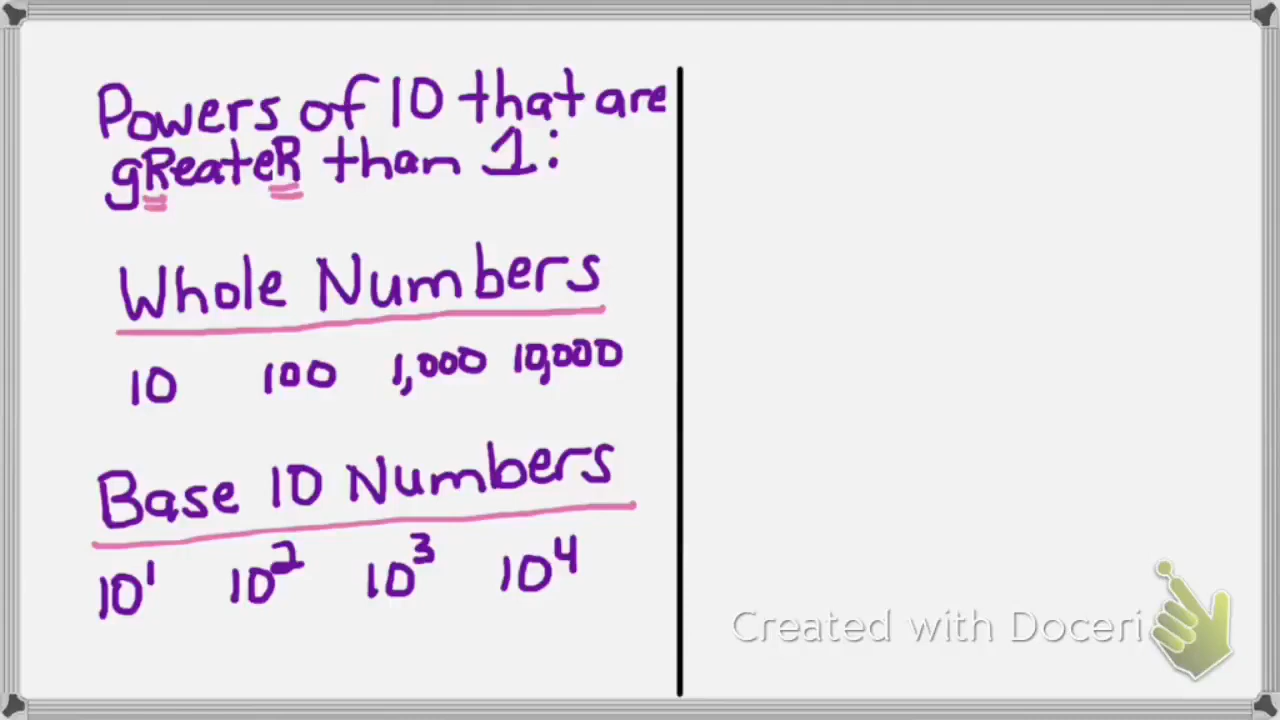 Powers of 10 that are
gReateR than 1:
Whole Numbers
10 100 1,000 10,000
Base 10 Numbers
10¹ 10² 10³ 10⁴
Created with Doceri